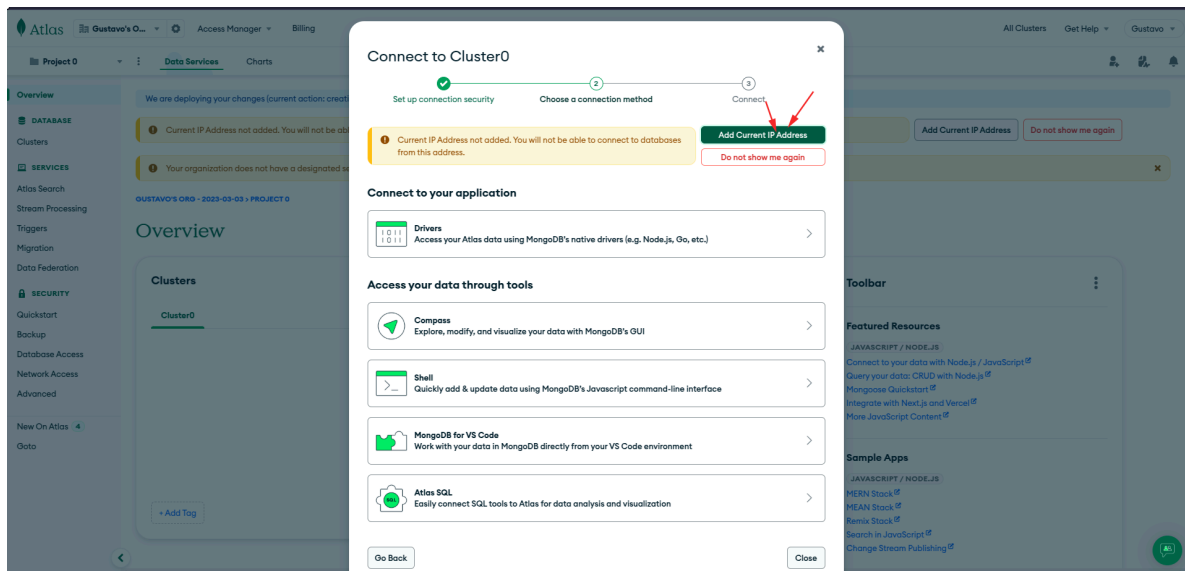 Atlas
Gustavo's O...
Access Manager
Billing
All Clusters
Get Help
Gustavo
Project 0
Data Services
Charts
Overview
DATABASE
Clusters
SERVICES
Atlas Search
Stream Processing
Triggers
Migration
Data Federation
SECURITY
Quickstart
Backup
Database Access
Network Access
Advanced
New On Atlas 4
Goto
We are deploying your changes (current action: creati
Current IP Address not added. You will not be abl
Add Current IP Address
Do not show me again
Your organization does not have a designated se
GUSTAVO'S ORG - 2023-03-03 > PROJECT 0
Overview
Clusters
Cluster0
+ Add Tag
Connect to Cluster0
2
3
Set up connection security
Choose a connection method
Connect
Current IP Address not added. You will not be able to connect to databases
from this address.
Add Current IP Address
Do not show me again
Connect to your application
Drivers
Access your Atlas data using MongoDB's native drivers (e.g. Node.js, Go, etc.)
Access your data through tools
Compass
Explore, modify, and visualize your data with MongoDB's GUI
Shell
Quickly add & update data using MongoDB's Javascript command-line interface
MongoDB for VS Code
Work with your data in MongoDB directly from your VS Code environment
SQL
Atlas SQL
Easily connect SQL tools to Atlas for data analysis and visualization
Go Back
Close
Toolbar
Featured Resources
JAVASCRIPT / NODE.JS
Connect to your data with Node.js / JavaScript
Query your data: CRUD with Node.js
Mongoose Quickstart
Integrate with Next.js and Vercel
More JavaScript Content
Sample Apps
JAVASCRIPT / NODE.JS
MERN Stack
MEAN Stack
Remix Stack
Search in JavaScript
Change Stream Publishing